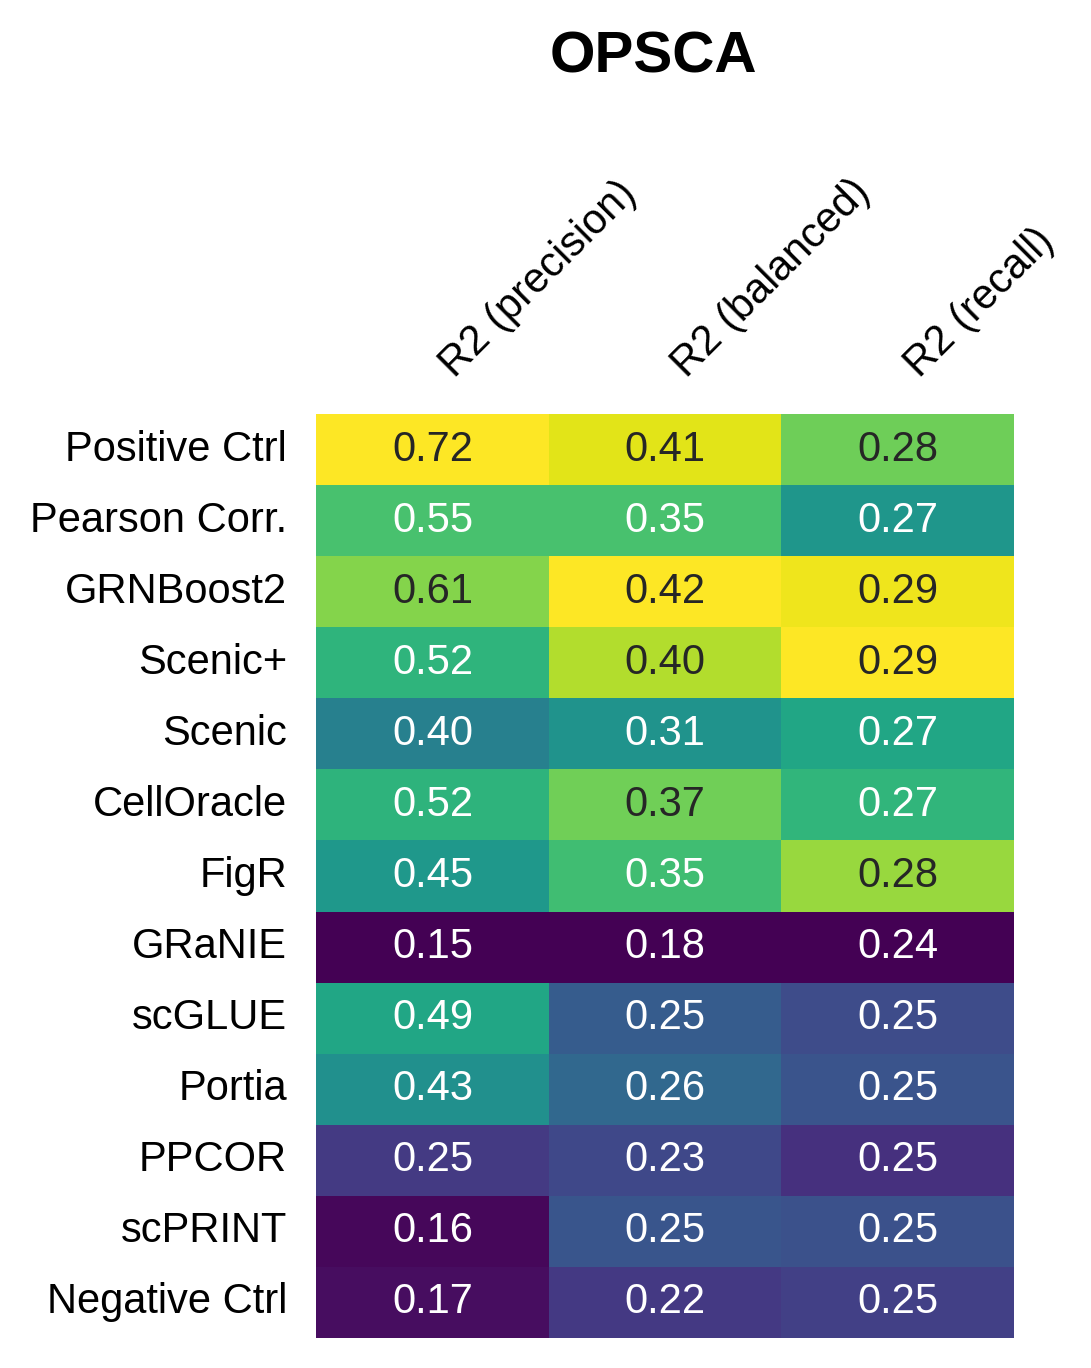 OPSCA
R2 (precision) R2 (balanced) R2 (recall)
Positive Ctrl 0.72 0.41 0.28
Pearson Corr. 0.55 0.35 0.27
GRNBoost2 0.61 0.42 0.29
Scenic+ 0.52 0.40 0.29
Scenic 0.40 0.31 0.27
CellOracle 0.52 0.37 0.27
FigR 0.45 0.35 0.28
GRaNIE 0.15 0.18 0.24
scGLUE 0.49 0.25 0.25
Portia 0.43 0.26 0.25
PPCOR 0.25 0.23 0.25
scPRINT 0.16 0.25 0.25
Negative Ctrl 0.17 0.22 0.25